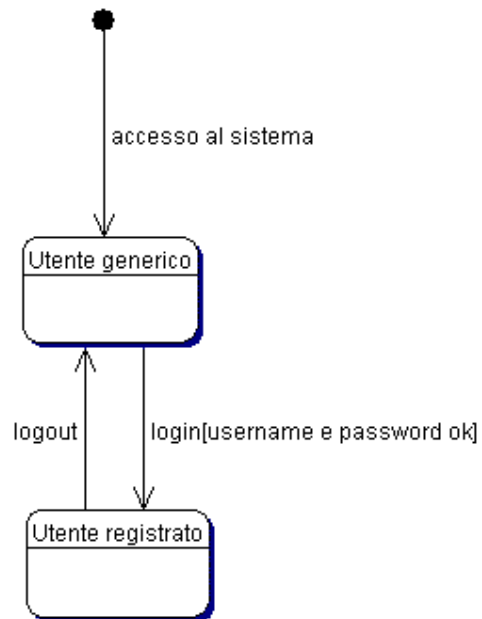 accesso al sistema
Utente generico
logout
login[username e password ok]
Utente registrato